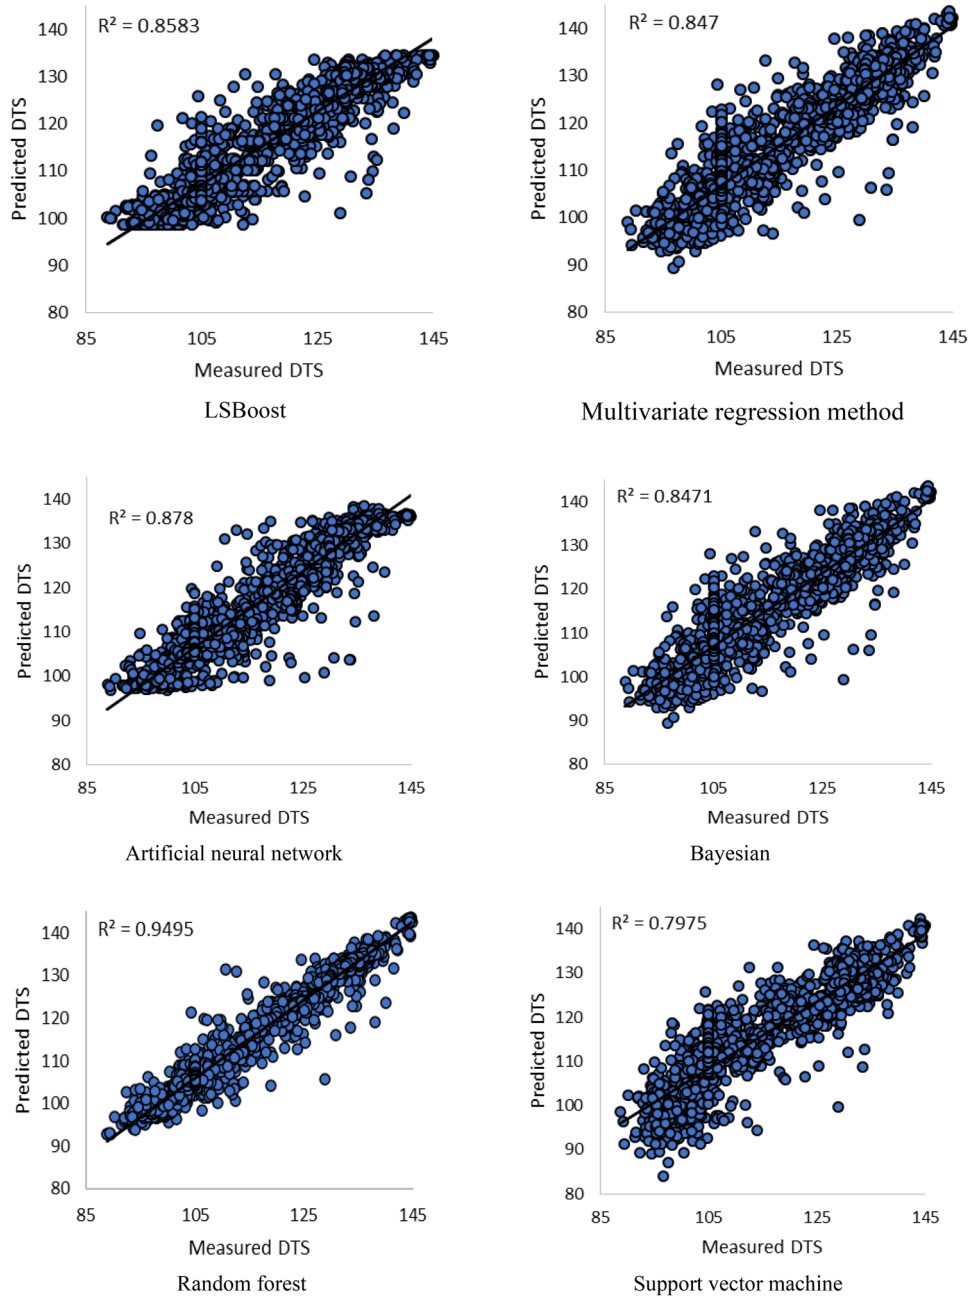 R² = 0.8583
140
130
120
110
100
90
80
Predicted DTS
85 105 125 145
Measured DTS
LSBoost
R² = 0.847
140
130
120
110
100
90
80
Predicted DTS
85 105 125 145
Measured DTS
Multivariate regression method
R² = 0.878
140
130
120
110
100
90
80
Predicted DTS
85 105 125 145
Measured DTS
Artificial neural network
R² = 0.8471
140
130
120
110
100
90
80
Predicted DTS
85 105 125 145
Measured DTS
Bayesian
R² = 0.9495
140
130
120
110
100
90
80
Predicted DTS
85 105 125 145
Measured DTS
Random forest
R² = 0.7975
140
130
120
110
100
90
80
Predicted DTS
85 105 125 145
Measured DTS
Support vector machine